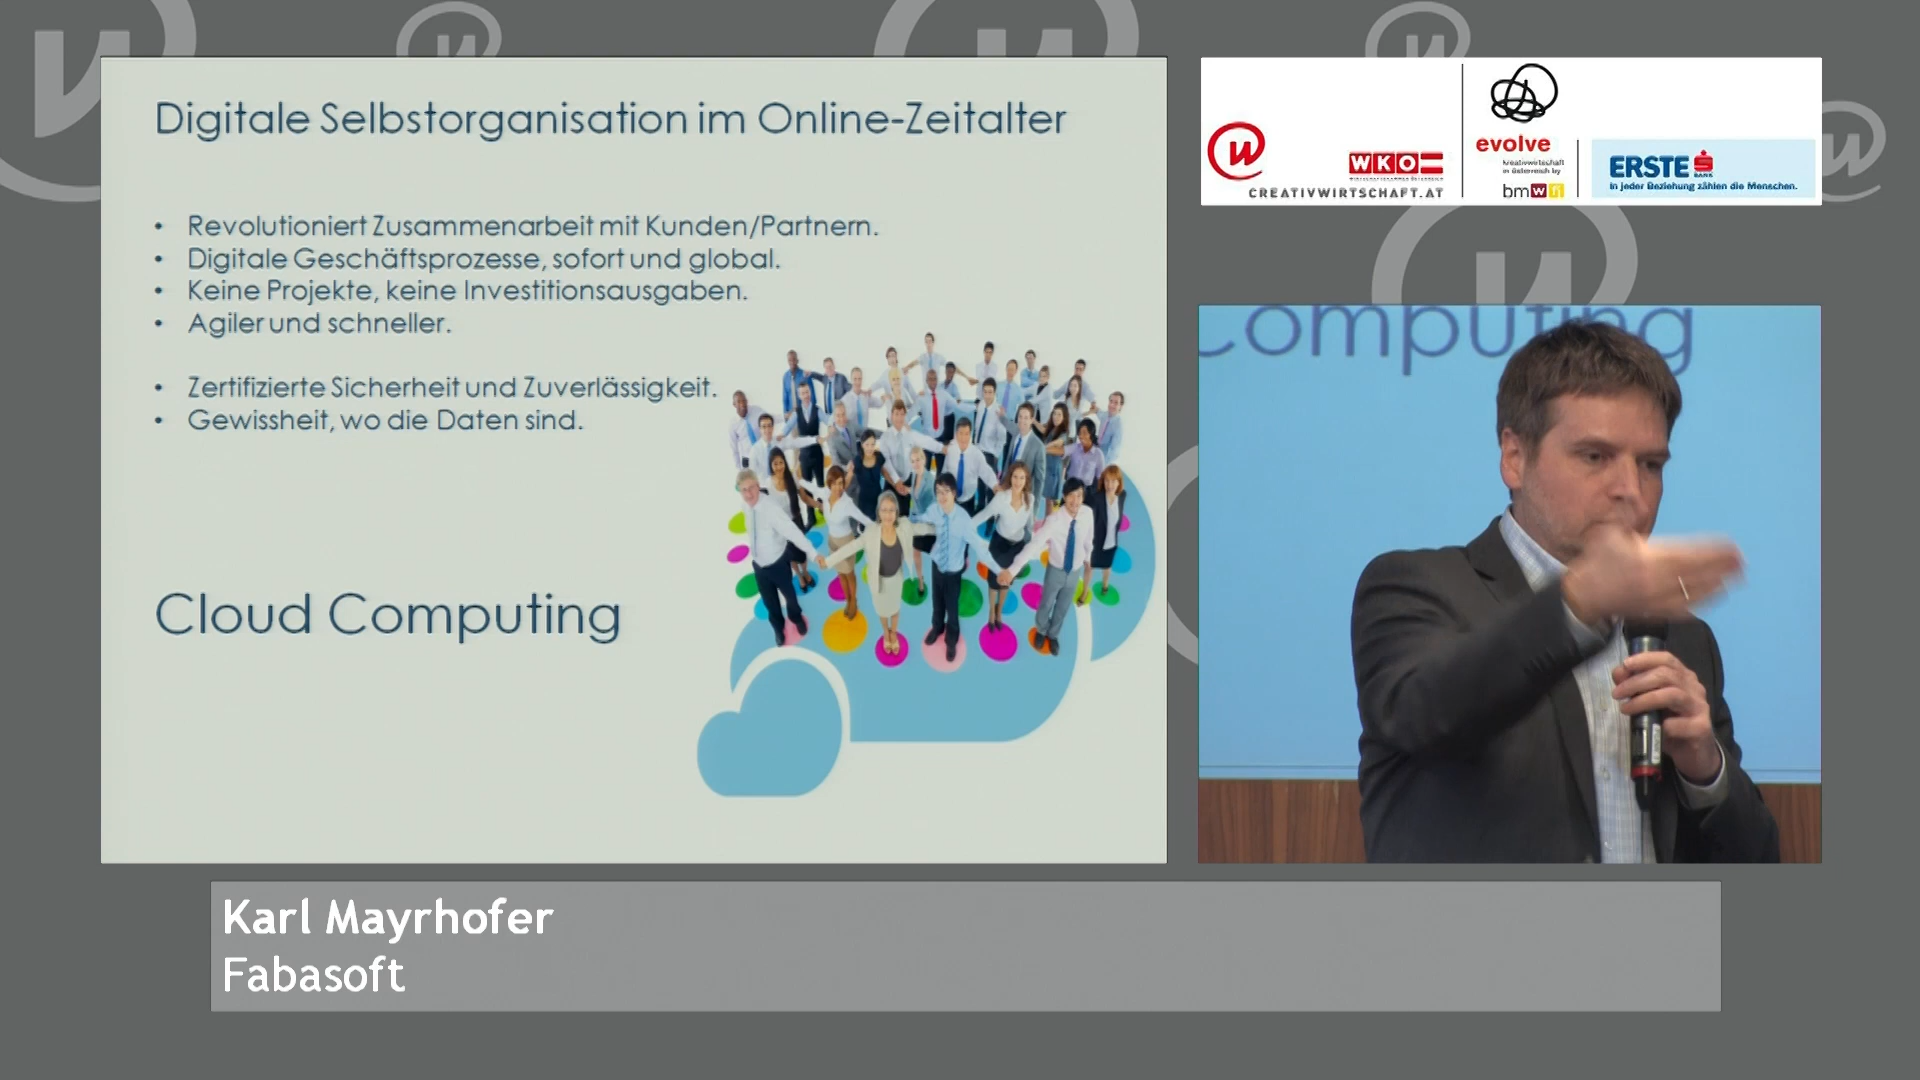 Digitale Selbstorganisation im Online-Zeitalter
• Revolutioniert Zusammenarbeit mit Kunden/Partnern.
• Digitale Geschäftsprozesse, sofort und global.
• Keine Projekte, keine Investitionsausgaben.
• Agiler und schneller.
• Zertifizierte Sicherheit und Zuverlässigkeit.
• Gewissheit, wo die Daten sind.
Cloud Computing
WKO
CREATIVWIRTSCHAFT.AT
evolve
kreativwirtschaft
in österreich by
bmwfj
ERSTE
BANK
In jeder Beziehung zählen die Menschen.
Computing
Karl Mayrhofer
Fabasoft